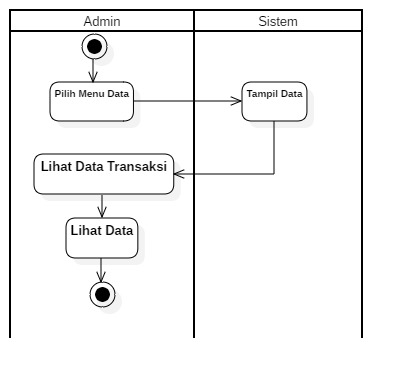 Admin
Sistem
Pilih Menu Data
Tampil Data
Lihat Data Transaksi
Lihat Data